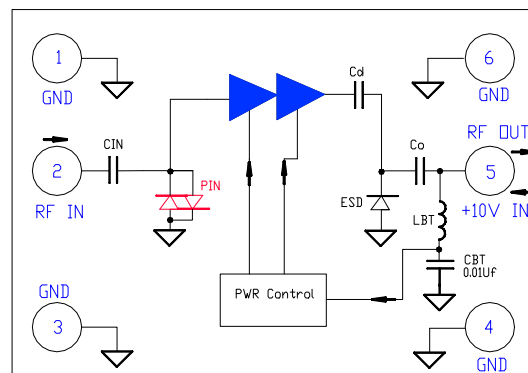 1
GND
6
GND
Cd
CIN
2
RF IN
PIN
RF OUT
Co
5
+10V IN
ESD
LBT
CBT
0.01Uf
PWR Control
GND
3
4
GND